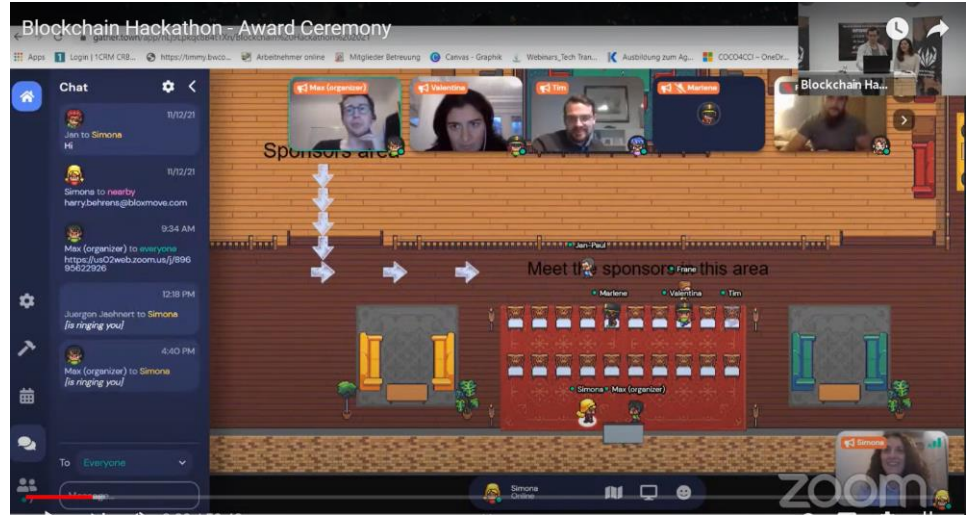 Blockchain Hackathon - Award Ceremony
Apps
Login | 1CRM CRB...
Arbeitnehmer online
Mitglieder Betreuung
Canvas - Graphik
Webinars_Tech Tran...
Ausbildung zum Ag...
COCO4CCI – OneDr...
Blockchain Ha...
Chat
11/12/21
Jan to Simona
Hi
11/12/21
Simona to nearby
harry.behrens@bloxmove.com
9:34 AM
Max (organizer) to everyone
https://us02web.zoom.us/j/896
95622926
12:18 PM
Juergen Jaehnert to Simona
[is ringing you]
4:40 PM
Max (organizer) to Simona
[is ringing you]
To Everyone
Message...
Max (organizer)
Valentina
Tim
Marlene
Sponsors area
Jan-Paul
Meet the sponsors in this area
Frane
Marlene
Valentina
Tim
Simona
Max (organizer)
Simona
Online
Simona
zoom